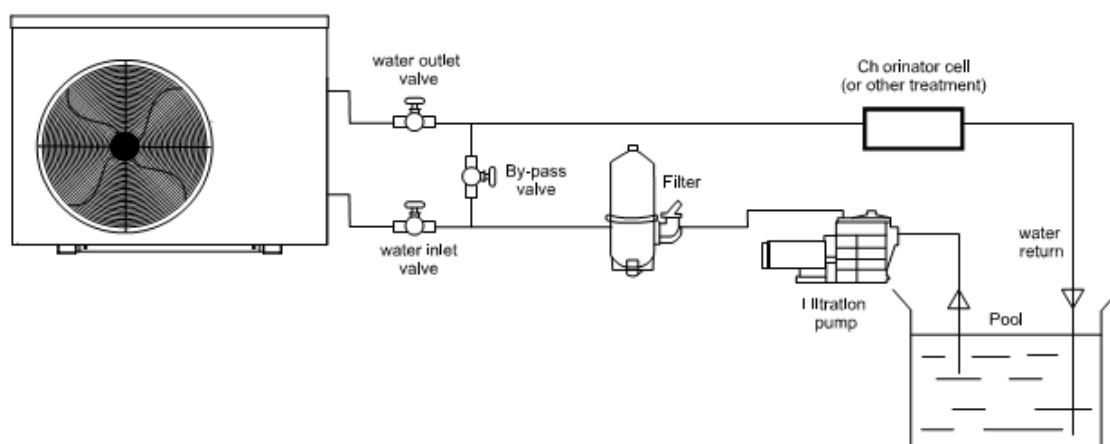 water outlet
valve
Ch orinator cell
(or other treatment)
By-pass
valve
Filter
water inlet
valve
water
return
I iltration
pump
Pool